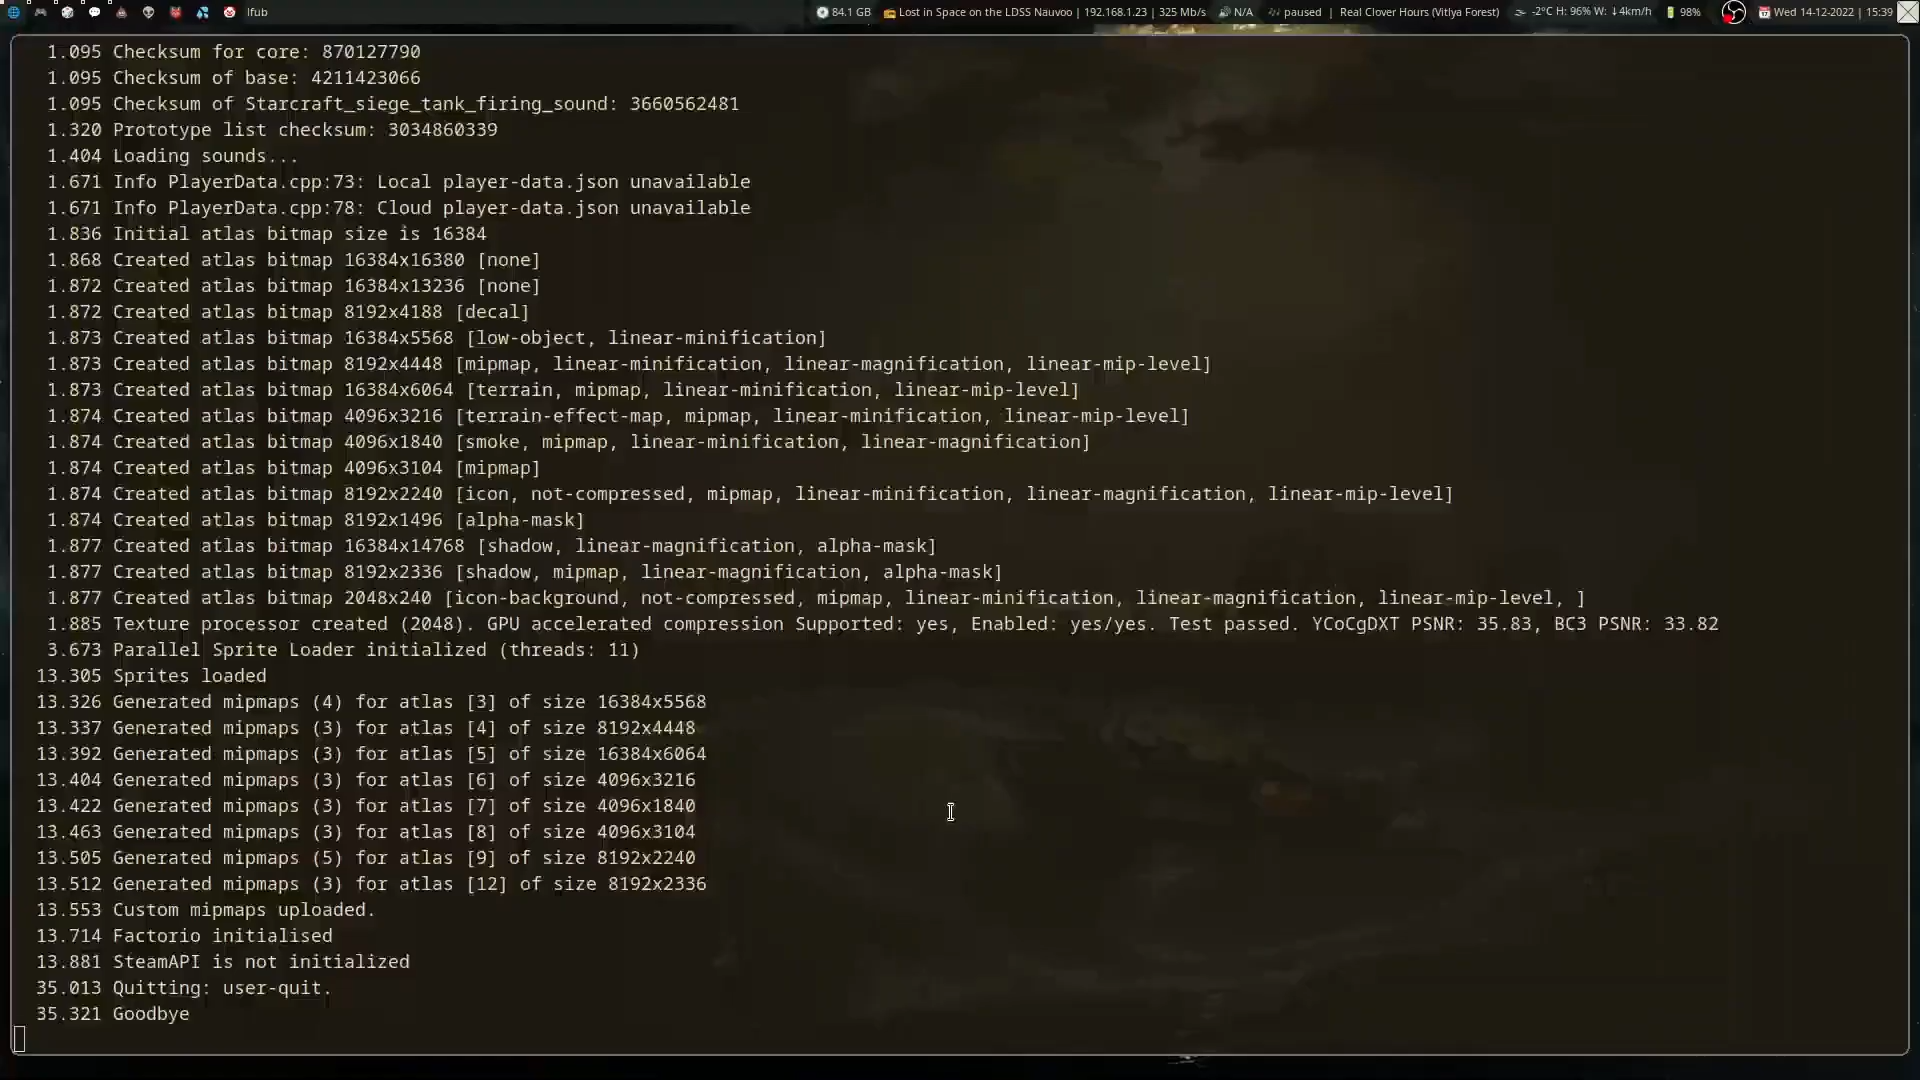 lfub
84.1 GB
Lost in Space on the LDSS Nauvoo | 192.168.1.23 | 325 Mb/s
N/A
paused | Real Clover Hours (Vitlya Forest)
-2°C H: 96% W: ↓4km/h
98%
Wed 14-12-2022 | 15:39
1.095 Checksum for core: 870127790
1.095 Checksum of base: 4211423066
1.095 Checksum of Starcraft_siege_tank_firing_sound: 3660562481
1.320 Prototype list checksum: 3034860339
1.404 Loading sounds...
1.671 Info PlayerData.cpp:73: Local player-data.json unavailable
1.671 Info PlayerData.cpp:78: Cloud player-data.json unavailable
1.836 Initial atlas bitmap size is 16384
1.868 Created atlas bitmap 16384x16380 [none]
1.872 Created atlas bitmap 16384x13236 [none]
1.872 Created atlas bitmap 8192x4188 [decal]
1.873 Created atlas bitmap 16384x5568 [low-object, linear-minification]
1.873 Created atlas bitmap 8192x4448 [mipmap, linear-minification, linear-magnification, linear-mip-level]
1.873 Created atlas bitmap 16384x6064 [terrain, mipmap, linear-minification, linear-mip-level]
1.874 Created atlas bitmap 4096x3216 [terrain-effect-map, mipmap, linear-minification, linear-mip-level]
1.874 Created atlas bitmap 4096x1840 [smoke, mipmap, linear-minification, linear-magnification]
1.874 Created atlas bitmap 4096x3104 [mipmap]
1.874 Created atlas bitmap 8192x2240 [icon, not-compressed, mipmap, linear-minification, linear-magnification, linear-mip-level]
1.874 Created atlas bitmap 8192x1496 [alpha-mask]
1.877 Created atlas bitmap 16384x14768 [shadow, linear-magnification, alpha-mask]
1.877 Created atlas bitmap 8192x2336 [shadow, mipmap, linear-magnification, alpha-mask]
1.877 Created atlas bitmap 2048x240 [icon-background, not-compressed, mipmap, linear-minification, linear-magnification, linear-mip-level, ]
1.885 Texture processor created (2048). GPU accelerated compression Supported: yes, Enabled: yes/yes. Test passed. YCoCgDXT PSNR: 35.83, BC3 PSNR: 33.82
3.673 Parallel Sprite Loader initialized (threads: 11)
13.305 Sprites loaded
13.326 Generated mipmaps (4) for atlas [3] of size 16384x5568
13.337 Generated mipmaps (3) for atlas [4] of size 8192x4448
13.392 Generated mipmaps (3) for atlas [5] of size 16384x6064
13.404 Generated mipmaps (3) for atlas [6] of size 4096x3216
13.422 Generated mipmaps (3) for atlas [7] of size 4096x1840
13.463 Generated mipmaps (3) for atlas [8] of size 4096x3104
13.505 Generated mipmaps (5) for atlas [9] of size 8192x2240
13.512 Generated mipmaps (3) for atlas [12] of size 8192x2336
13.553 Custom mipmaps uploaded.
13.714 Factorio initialised
13.881 SteamAPI is not initialized
35.013 Quitting: user-quit.
35.321 Goodbye